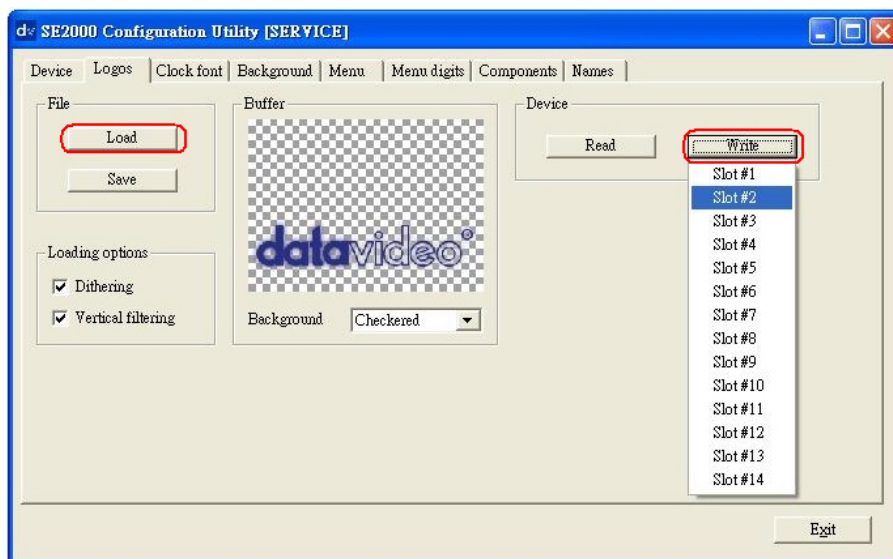 dv SE2000 Configuration Utility [SERVICE]
Device Logos Clock font Background Menu Menu digits Components Names
File
Load
Save
Loading options
Dithering
Vertical filtering
Buffer
datavideo®
Background Checkered
Device
Read Write
Slot #1
Slot #2
Slot #3
Slot #4
Slot #5
Slot #6
Slot #7
Slot #8
Slot #9
Slot #10
Slot #11
Slot #12
Slot #13
Slot #14
Exit